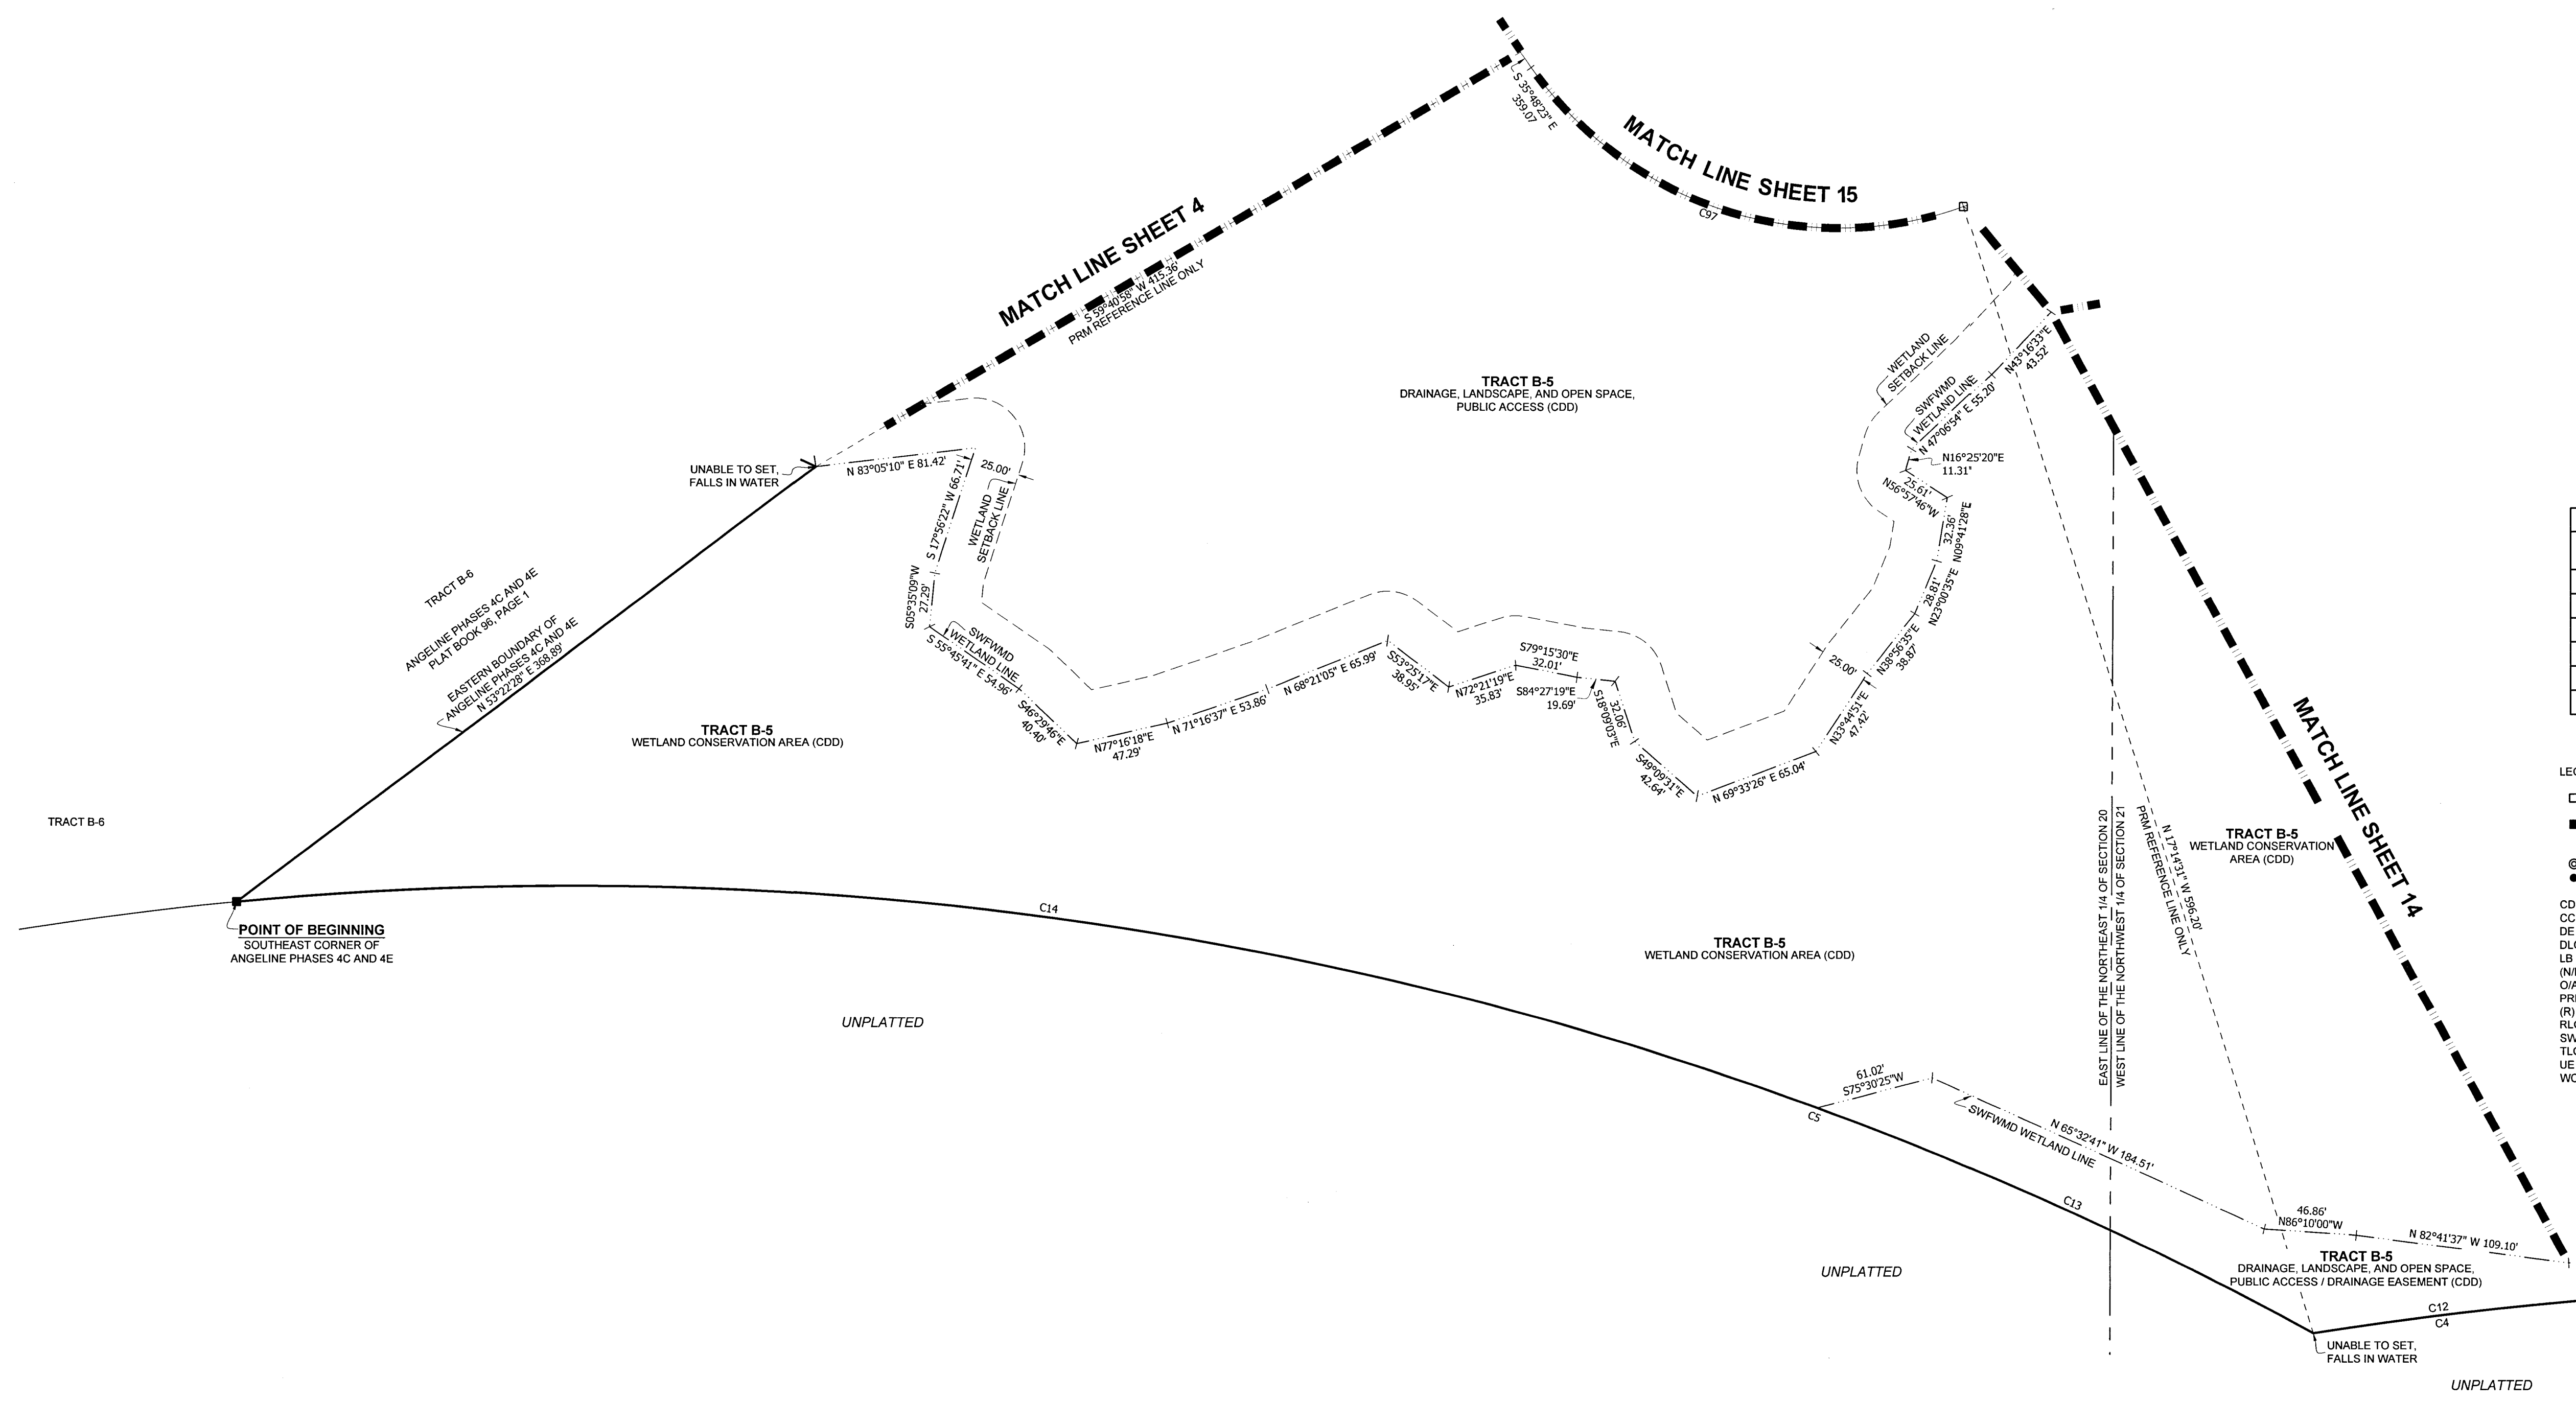 S 35°48'23" E
359.07
MATCH LINE SHEET 15
C97
MATCH LINE SHEET 4
S 59°40'58" W 415.36'
PRM REFERENCE LINE ONLY
WETLAND
SETBACK LINE
N43°16'33"E
43.52'
SWFWMD
WETLAND LINE
N 47°06'54" E 55.20'
TRACT B-5
DRAINAGE, LANDSCAPE, AND OPEN SPACE,
PUBLIC ACCESS (CDD)
UNABLE TO SET,
FALLS IN WATER
N 83°05'10" E 81.42'
25.00'
S 17°56'22" W 66.71'
WETLAND
SETBACK LINE
N16°25'20"E
11.31'
25.61'
N56°57'46"W
32.36'
N09°41'28"E
28.81'
N23°00'35"E
N38°56'35"E
38.87'
25.00'
N33°44'51"E
47.42'
S05°35'09"W
27.29'
SWFWMD
WETLAND LINE
S 55°45'41" E 54.96'
S46°29'46"E
40.40'
N77°16'18"E
47.29'
N 71°16'37" E 53.86'
N 68°21'05" E 65.99'
S53°25'17"E
38.95'
N72°21'19"E
35.83'
S79°15'30"E
32.01'
S84°27'19"E
19.69'
32.06'
S18°09'03"E
S49°09'31"E
42.64'
N 69°33'26" E 65.04'
TRACT B-6
ANGELINE PHASES 4C AND 4E
PLAT BOOK 96, PAGE 1
EASTERN BOUNDARY OF
ANGELINE PHASES 4C AND 4E
N 53°22'28" E 368.89'
TRACT B-5
WETLAND CONSERVATION AREA (CDD)
TRACT B-6
POINT OF BEGINNING
SOUTHEAST CORNER OF
ANGELINE PHASES 4C AND 4E
C14
UNPLATTED
TRACT B-5
WETLAND CONSERVATION AREA (CDD)
EAST LINE OF THE NORTHEAST 1/4 OF SECTION 20
WEST LINE OF THE NORTHWEST 1/4 OF SECTION 21
N 17°14'31" W 596.20'
PRM REFERENCE LINE ONLY
TRACT B-5
WETLAND CONSERVATION
AREA (CDD)
MATCH LINE SHEET 14
61.02'
S75°30'25"W
C5
SWFWMD WETLAND LINE
N 65°32'41" W 184.51'
C13
46.86'
N86°10'00"W
N 82°41'37" W 109.10'
TRACT B-5
DRAINAGE, LANDSCAPE, AND OPEN SPACE,
PUBLIC ACCESS / DRAINAGE EASEMENT (CDD)
UNPLATTED
C12
C4
UNABLE TO SET,
FALLS IN WATER
UNPLATTED
LB
(R)
UE